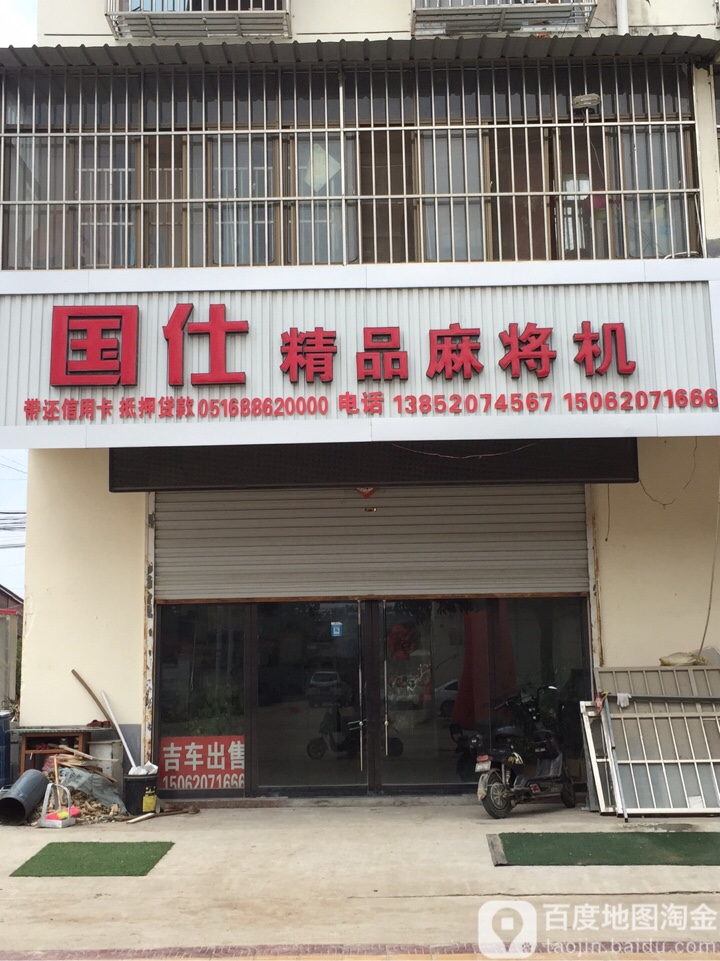 国仕 精品麻将机
带还信用卡 抵押贷款 051688620000 电话 13852074567 15062071666
吉车出售
15062071666
百度地图淘金
taojin.baidu.com